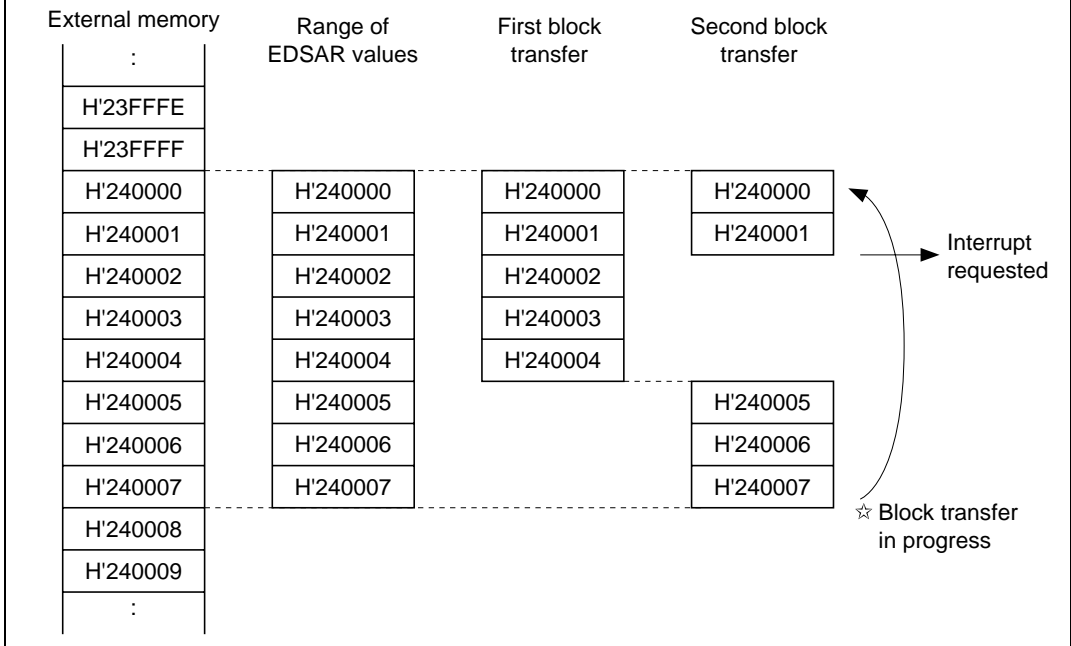 External memory
Range of
EDSAR values
First block
transfer
Second block
transfer
:
H'23FFFE
H'23FFFF
H'240000 H'240000 H'240000 H'240000
H'240001 H'240001 H'240001 H'240001
Interrupt
requested
H'240002 H'240002 H'240002
H'240003 H'240003 H'240003
H'240004 H'240004 H'240004
H'240005 H'240005 H'240005
H'240006 H'240006 H'240006
H'240007 H'240007 H'240007
☆ Block transfer
in progress
H'240008
H'240009
: